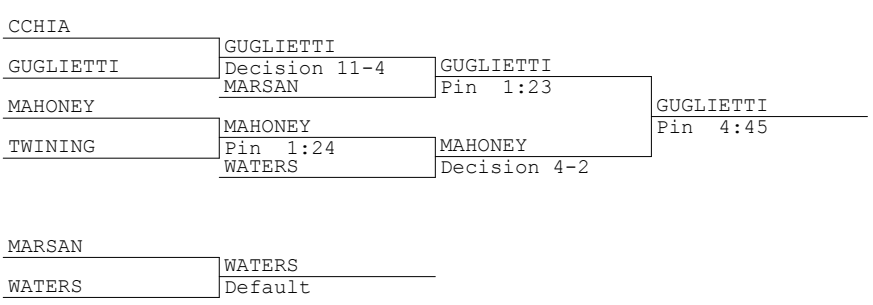 CCHIA
GUGLIETTI
GUGLIETTI
Decision 11-4
GUGLIETTI
MARSAN
Pin 1:23
MAHONEY
GUGLIETTI
MAHONEY
Pin 4:45
TWINING
Pin 1:24
MAHONEY
WATERS
Decision 4-2
MARSAN
WATERS
WATERS
Default